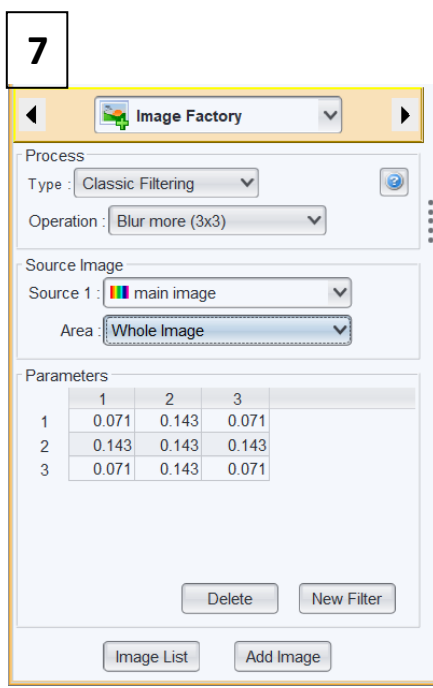 7
Image Factory
Process
Type : Classic Filtering
Operation : Blur more (3x3)
Source Image
Source 1 : main image
Area : Whole Image
Parameters
1 2 3
1 0.071 0.143 0.071
2 0.143 0.143 0.143
3 0.071 0.143 0.071
Delete New Filter
Image List Add Image